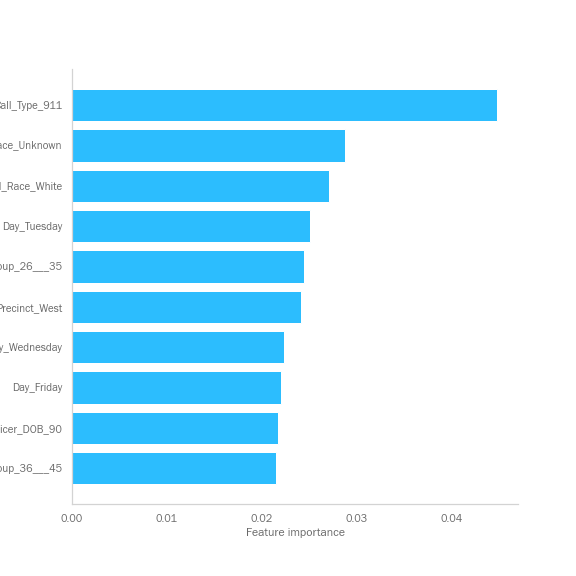 all_Type_911
ace_Unknown
_Race_White
Day_Tuesday
oup_26___35
Precinct_West
y_Wednesday
Day_Friday
icer_DOB_90
oup_36___45
0.00 0.01 0.02 0.03 0.04
Feature importance